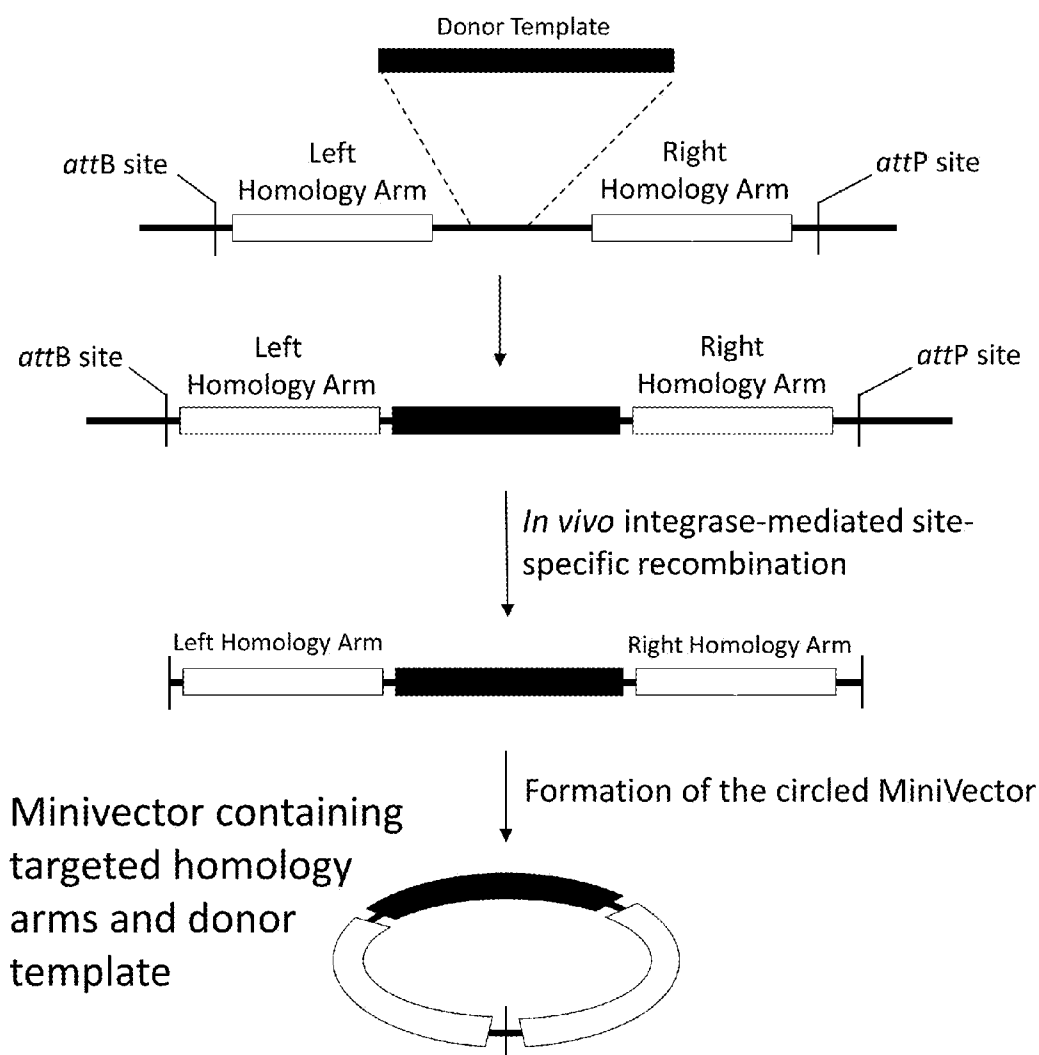 Donor Template
attB site
Left
Homology Arm
Right
Homology Arm
attP site
attB site
Left
Homology Arm
Right
Homology Arm
attP site
In vivo integrase-mediated site-
specific recombination
Left Homology Arm
Right Homology Arm
Formation of the circled MiniVector
Minivector containing
targeted homology
arms and donor
template